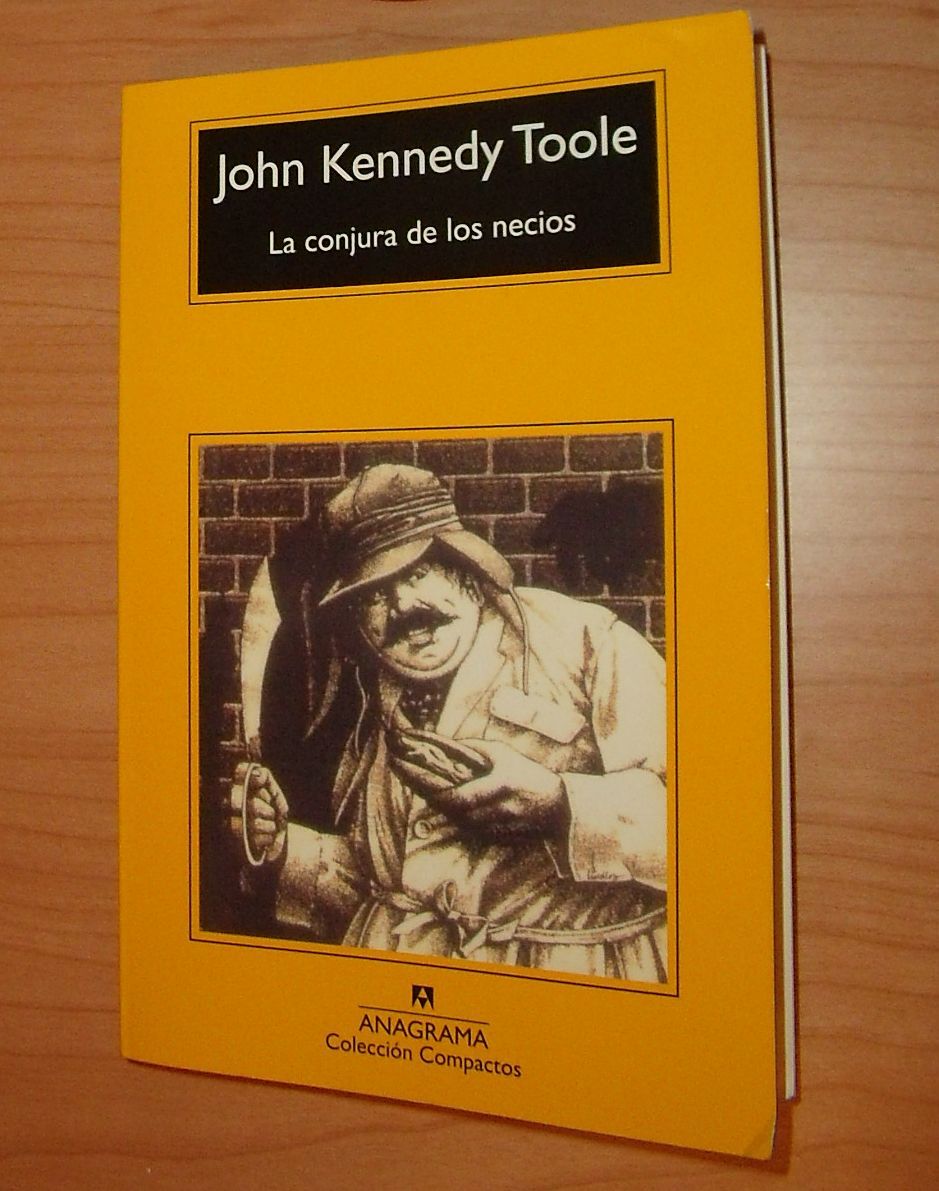 John Kennedy Toole
La conjura de los necios
ANAGRAMA
Colección Compactos